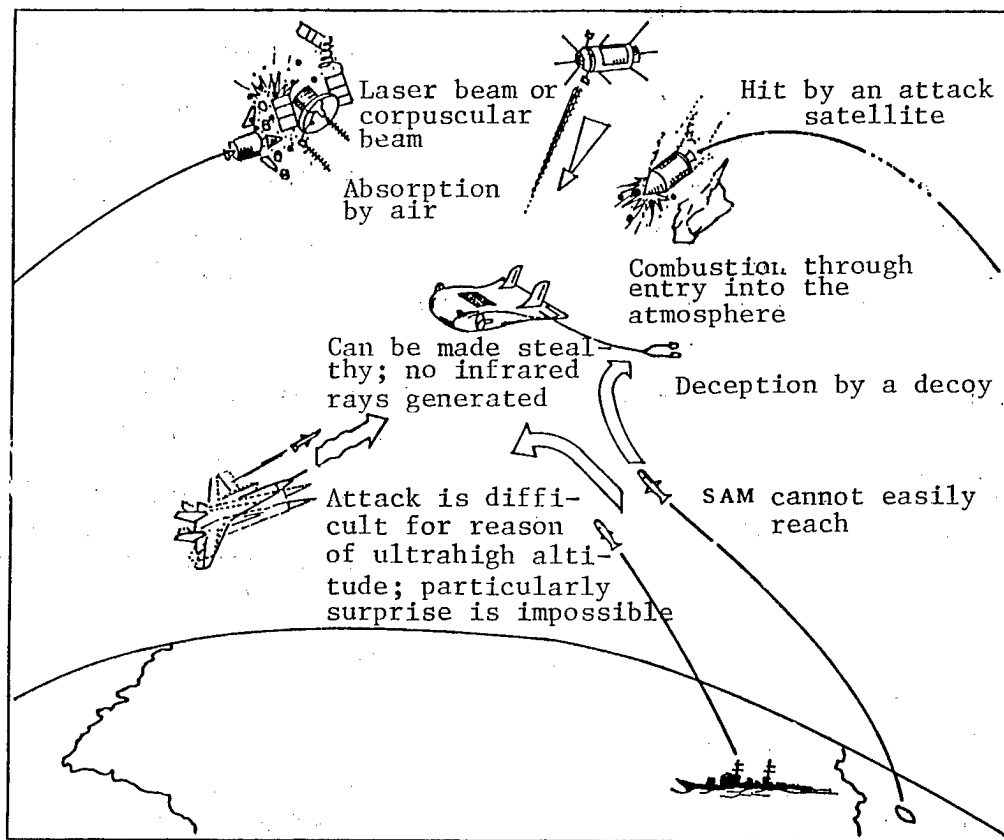 Laser beam or
corpuscular
beam
Hit by an attack
satellite
Absorption
by air
Combustion through
entry into the
atmosphere
Can be made steal-
thy; no infrared
rays generated
Deception by a decoy
Attack is diffi-
cult for reason
of ultrahigh alti-
tude; particularly
surprise is impossible
SAM cannot easily
reach